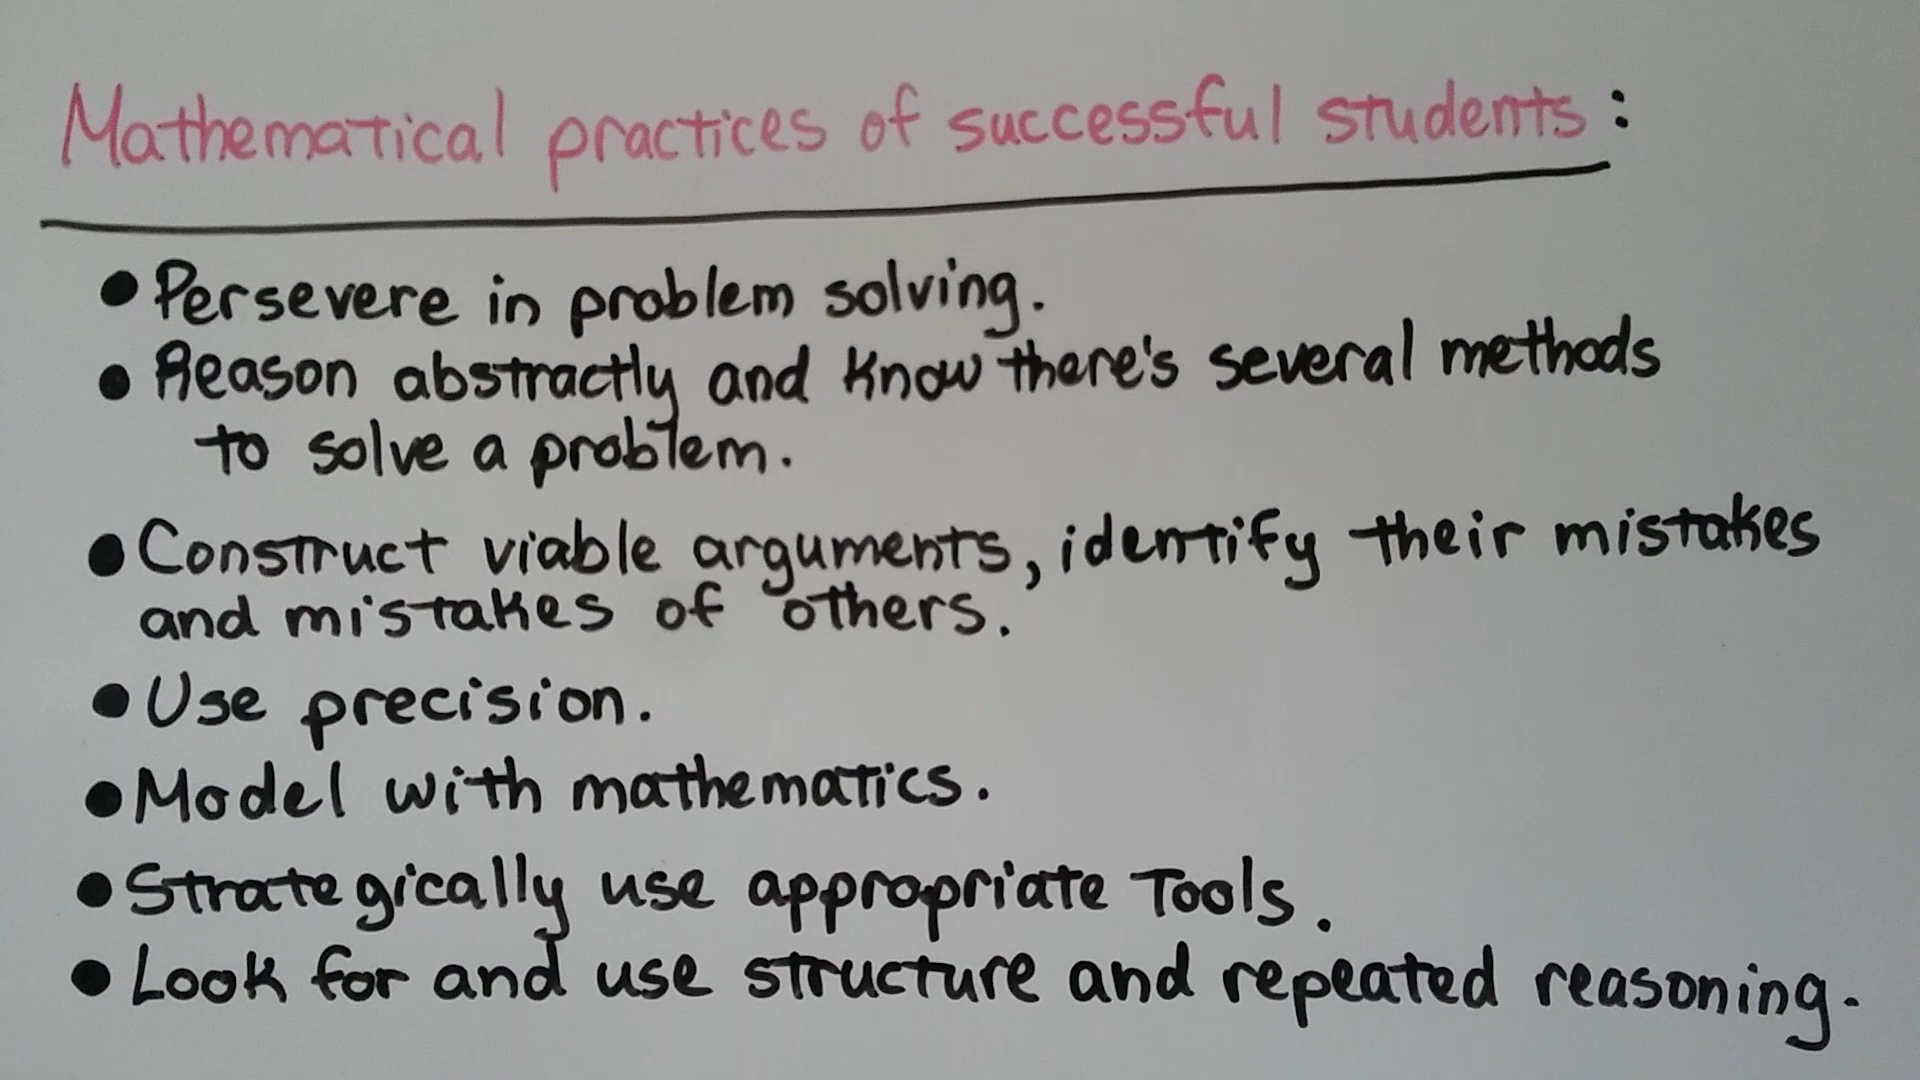 Mathematical practices of successful students:
• Persevere in problem solving.
• Reason abstractly and know there's several methods
to solve a problem.
• Construct viable arguments, identify their mistakes
and mistakes of others.
• Use precision.
• Model with mathematics.
• Strategically use appropriate Tools.
• Look for and use structure and repeated reasoning.